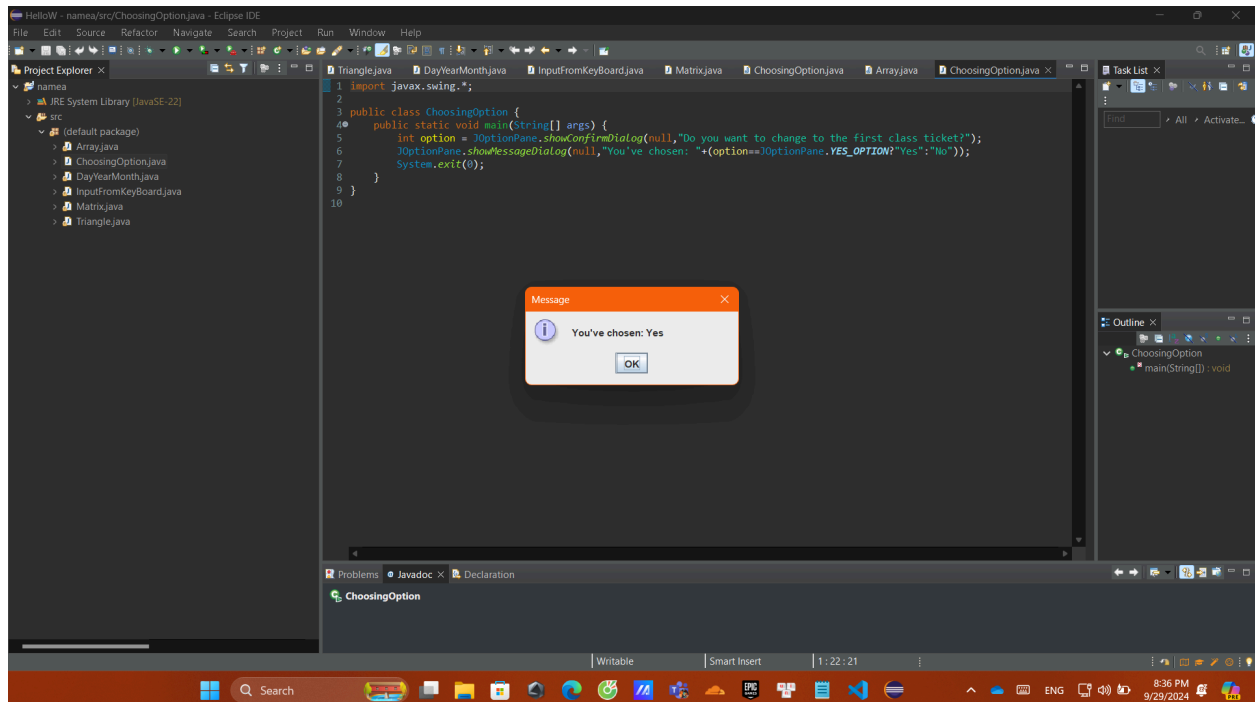 HelloW - namea/src/ChoosingOption.java - Eclipse IDE
File Edit Source Refactor Navigate Search Project Run Window Help
Project Explorer
namea
JRE System Library [JavaSE-22]
src
(default package)
Array.java
ChoosingOption.java
DayYearMonth.java
InputFromKeyBoard.java
Matrix.java
Triangle.java
Triangle.java DayYearMonth.java InputFromKeyBoard.java Matrix.java ChoosingOption.java Array.java ChoosingOption.java
1 import javax.swing.*;
2
3 public class ChoosingOption {
4 public static void main(String[] args) {
5 int option = JOptionPane.showConfirmDialog(null,"Do you want to change to the first class ticket?");
6 JOptionPane.showMessageDialog(null,"You've chosen: "+(option==JOptionPane.YES_OPTION?"Yes":"No"));
7 System.exit(0);
8 }
9 }
10
Message
You've chosen: Yes
OK
Task List
Find All Activate...
Outline
ChoosingOption
main(String[]) : void
Problems Javadoc Declaration
ChoosingOption
Writable Smart Insert 1 : 22 : 21
Search
EPIC GAMES
ENG
8:36 PM
9/29/2024
PRE